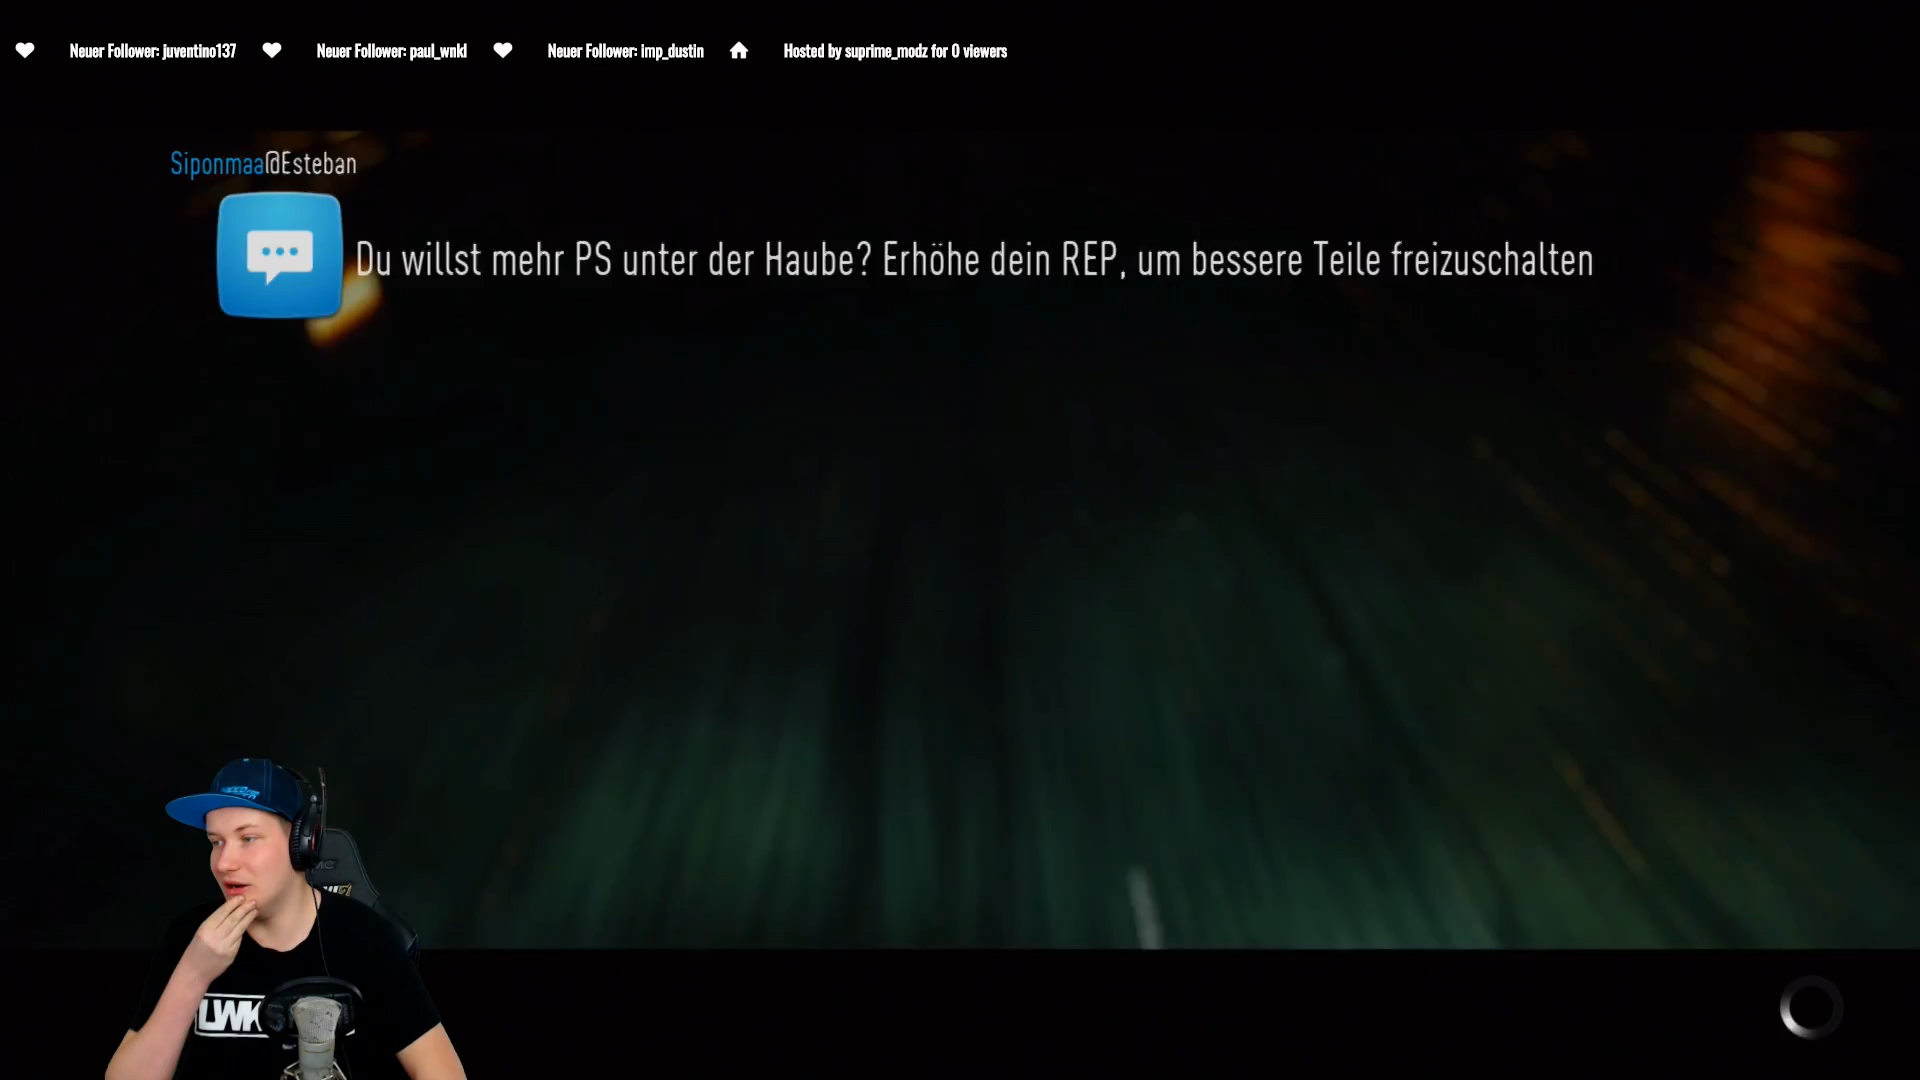 Neuer Follower: juventino137 Neuer Follower: paul_wnkl Neuer Follower: imp_dustin Hosted by suprime_modz for 0 viewers
Siponmaa@Esteban
Du willst mehr PS unter der Haube? Erhöhe dein REP, um bessere Teile freizuschalten
LWK